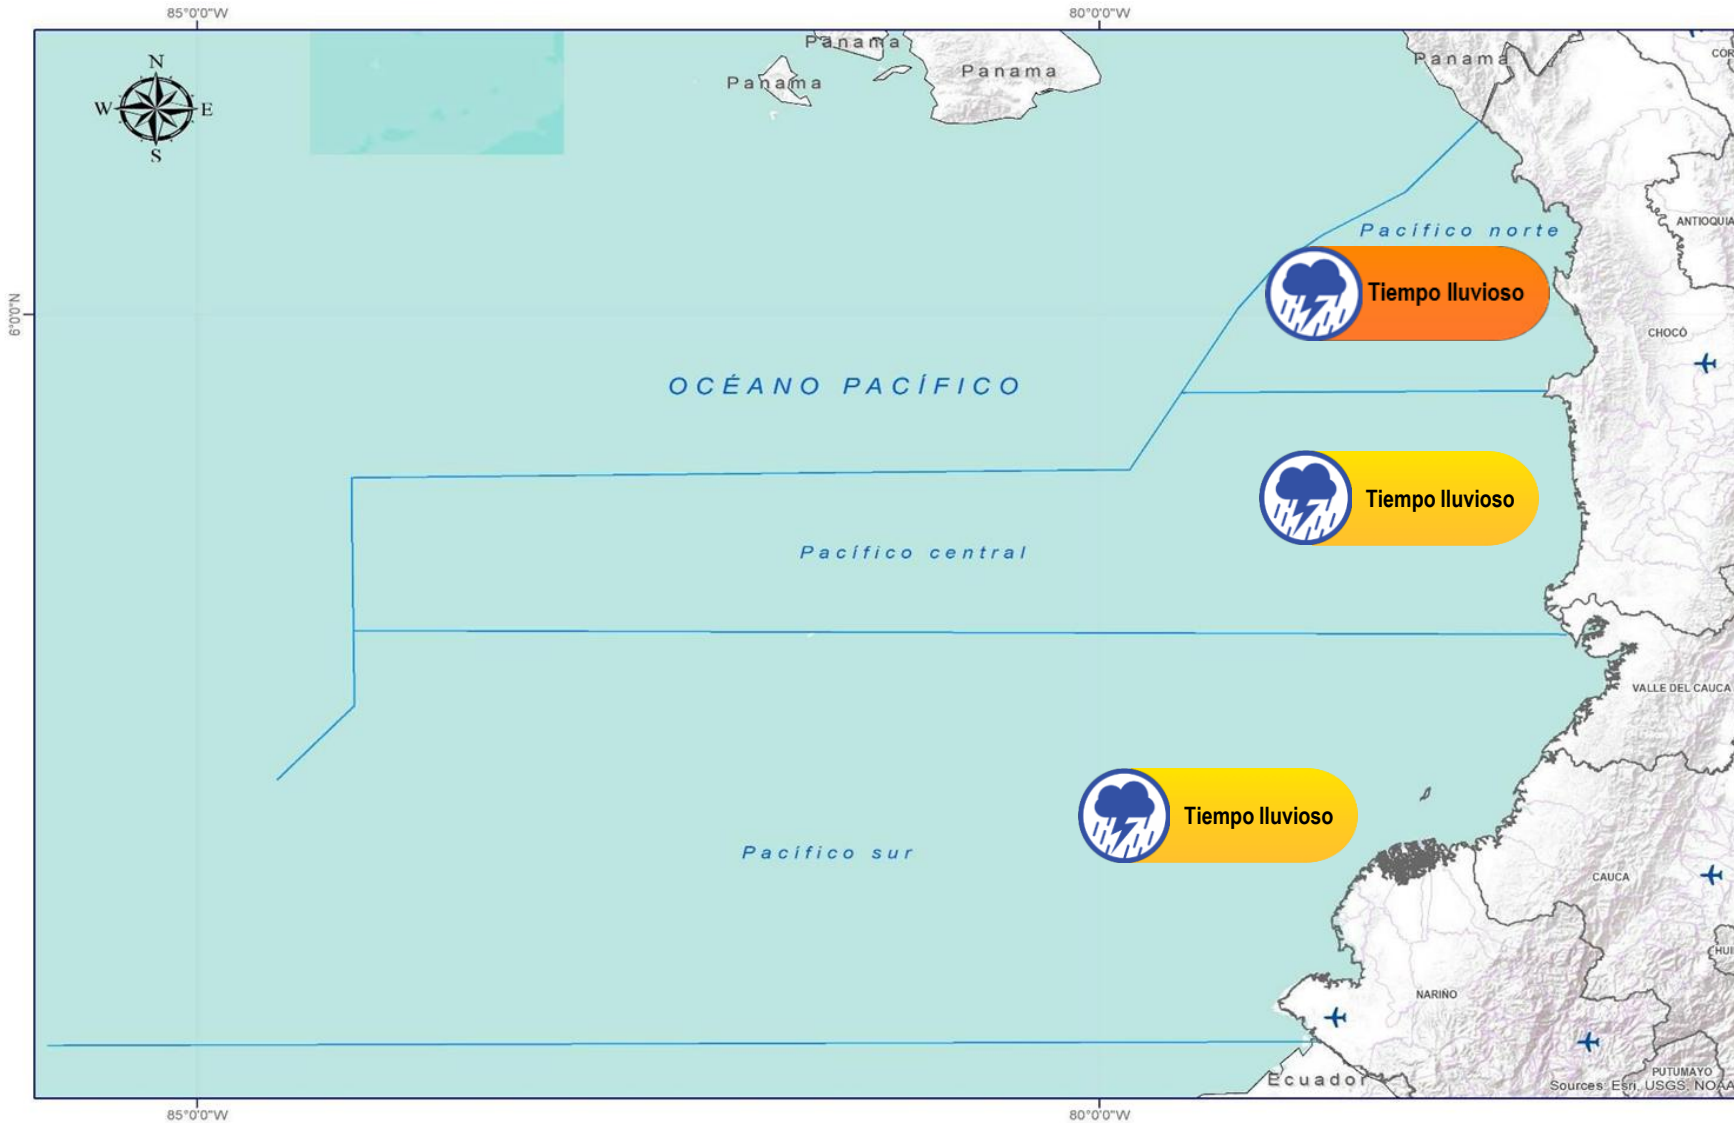 85°0'0"W
80°0'0"W
N
W
E
S
Panama
Panama
Panama
Panama
COR
ANTIOQUIA
Pacífico norte
Tiempo lluvioso
6°0'0"N
CHOCÓ
OCÉANO PACÍFICO
Tiempo lluvioso
Pacífico central
VALLE DEL CAUCA
Tiempo lluvioso
Pacífico sur
CAUCA
HUI
NARIÑO
PUTUMAYO
Ecuador
Sources: Esri, USGS, NOAA
85°0'0"W
80°0'0"W